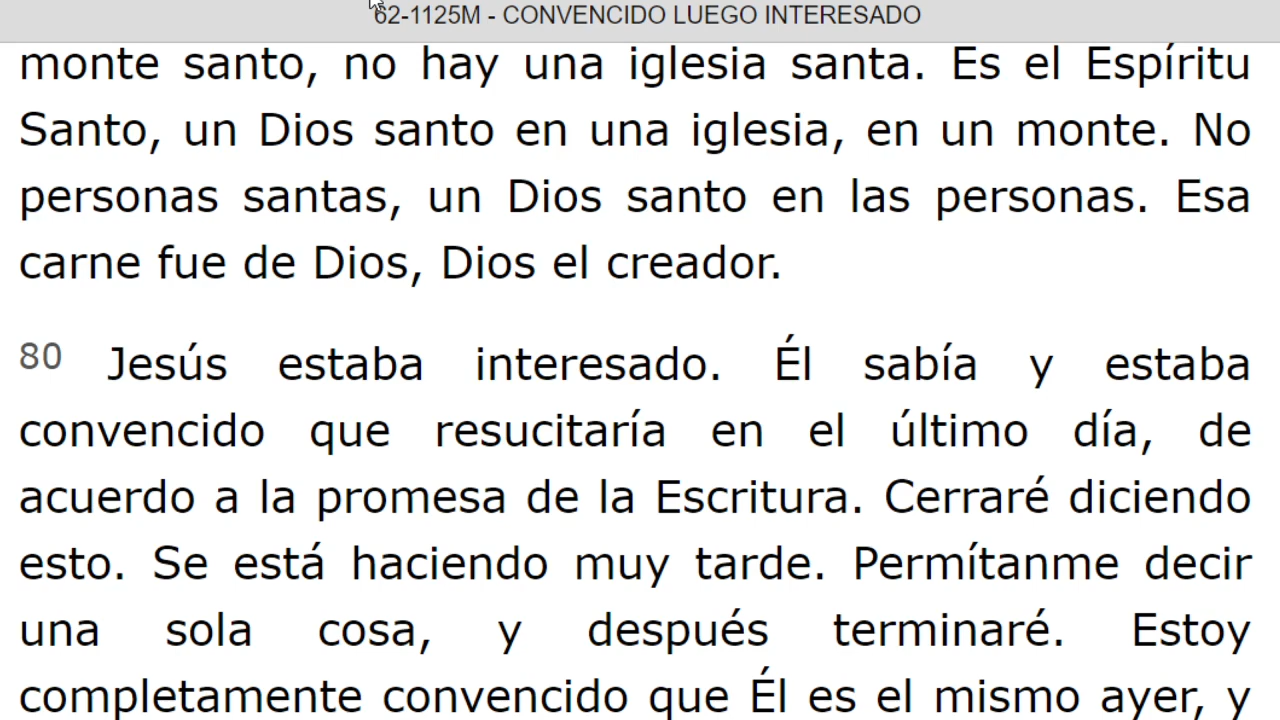 62-1125M - CONVENCIDO LUEGO INTERESADO
monte santo, no hay una iglesia santa. Es el Espíritu
Santo, un Dios santo en una iglesia, en un monte. No
personas santas, un Dios santo en las personas. Esa
carne fue de Dios, Dios el creador.
80 Jesús estaba interesado. Él sabía y estaba
convencido que resucitaría en el último día, de
acuerdo a la promesa de la Escritura. Cerraré diciendo
esto. Se está haciendo muy tarde. Permítanme decir
una sola cosa, y después terminaré. Estoy
completamente convencido que Él es el mismo ayer, y